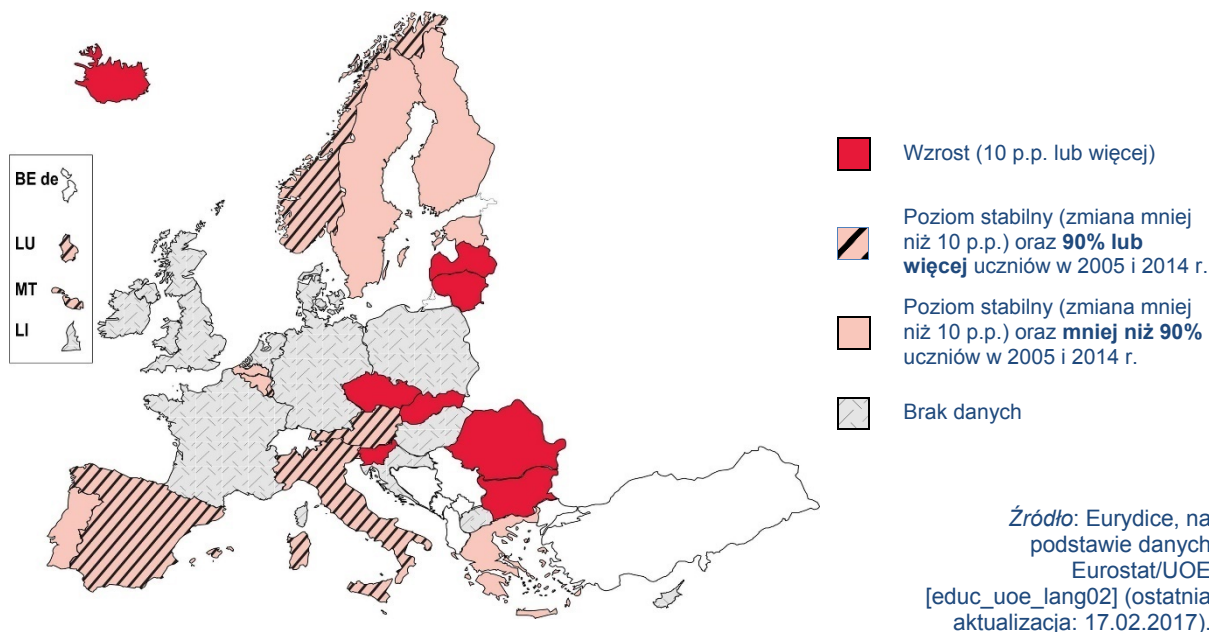 BE de
LU
MT
LI
Wzrost (10 p.p. lub więcej)
Poziom stabilny (zmiana mniej
niż 10 p.p.) oraz 90% lub
więcej uczniów w 2005 i 2014 r.
Poziom stabilny (zmiana mniej
niż 10 p.p.) oraz mniej niż 90%
uczniów w 2005 i 2014 r.
Brak danych
Źródło: Eurydice, na
podstawie danych
Eurostat/UOE
[educ_uoe_lang02] (ostatnia
aktualizacja: 17.02.2017).